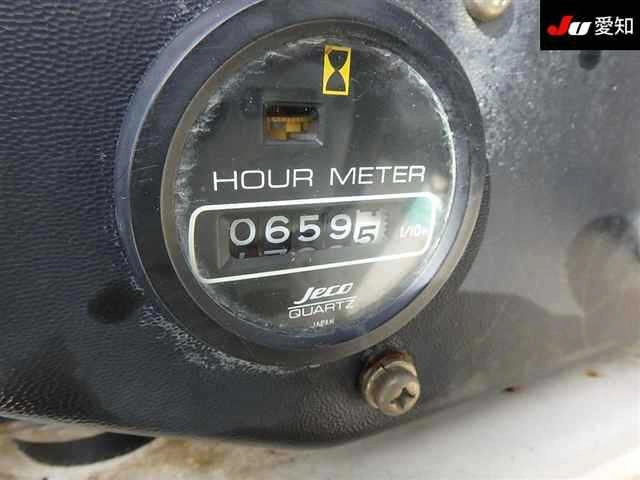 JU 愛知
HOUR METER
06595 1/10h
Jeco
QUARTZ
JAPAN